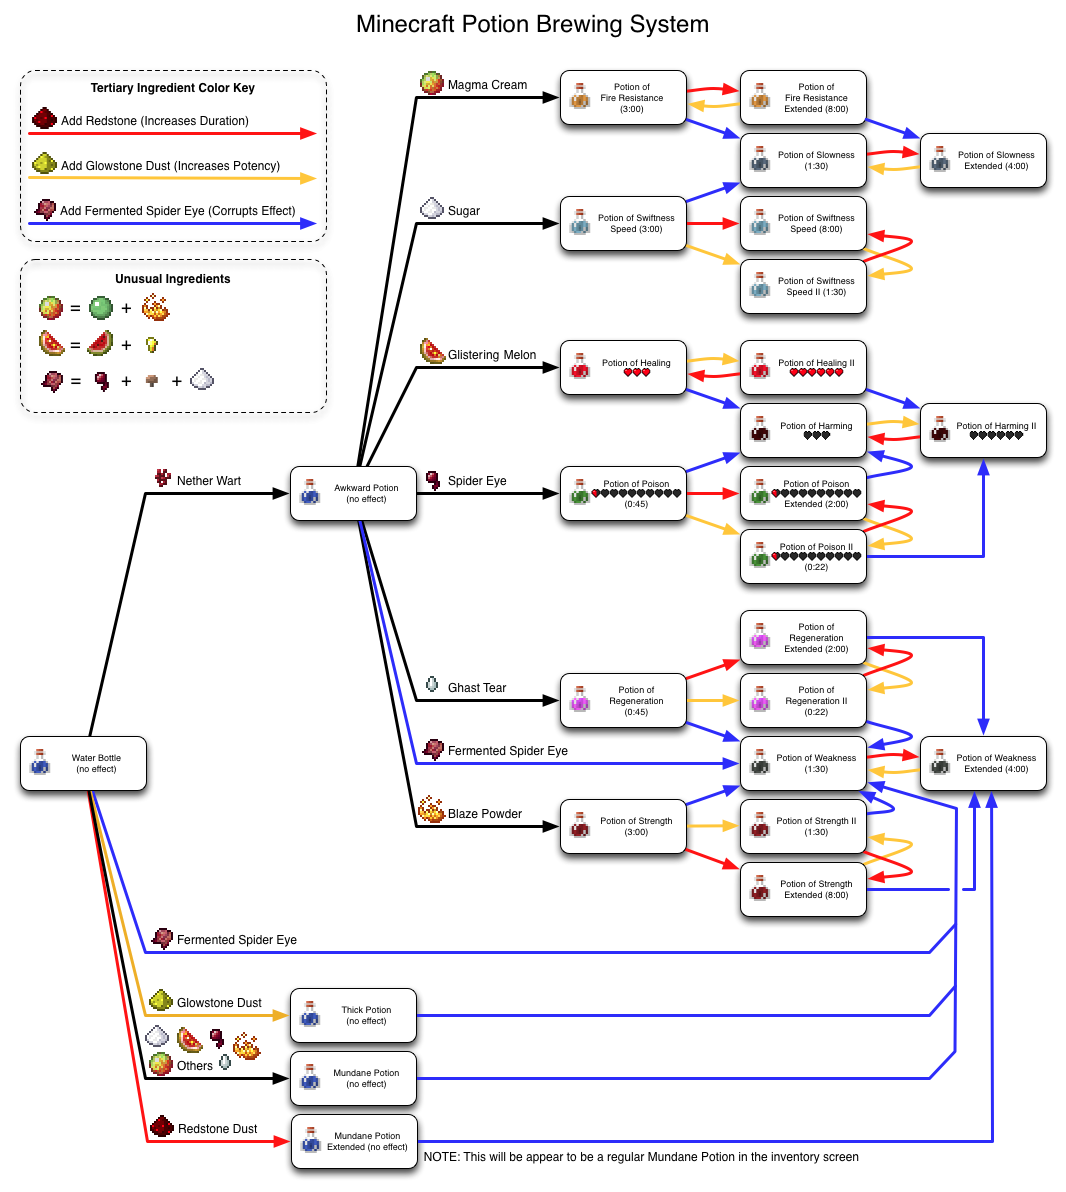 Minecraft Potion Brewing System
Tertiary Ingredient Color Key
Add Redstone (Increases Duration)
Add Glowstone Dust (Increases Potency)
Add Fermented Spider Eye (Corrupts Effect)
Unusual Ingredients
= +
= +
= + +
Magma Cream
Potion of
Fire Resistance
(3:00)
Potion of
Fire Resistance
Extended (8:00)
Potion of Slowness
(1:30)
Potion of Slowness
Extended (4:00)
Sugar
Potion of Swiftness
Speed (3:00)
Potion of Swiftness
Speed (8:00)
Potion of Swiftness
Speed II (1:30)
Glistering Melon
Potion of Healing
Potion of Healing II
Potion of Harming
Potion of Harming II
Nether Wart
Awkward Potion
(no effect)
Spider Eye
Potion of Poison
(0:45)
Potion of Poison
Extended (2:00)
Potion of Poison II
(0:22)
Potion of
Regeneration
Extended (2:00)
Ghast Tear
Potion of
Regeneration
(0:45)
Potion of
Regeneration II
(0:22)
Water Bottle
(no effect)
Fermented Spider Eye
Potion of Weakness
(1:30)
Potion of Weakness
Extended (4:00)
Blaze Powder
Potion of Strength
(3:00)
Potion of Strength II
(1:30)
Potion of Strength
Extended (8:00)
Fermented Spider Eye
Glowstone Dust
Thick Potion
(no effect)
Others
Mundane Potion
(no effect)
Redstone Dust
Mundane Potion
Extended (no effect)
NOTE: This will be appear to be a regular Mundane Potion in the inventory screen